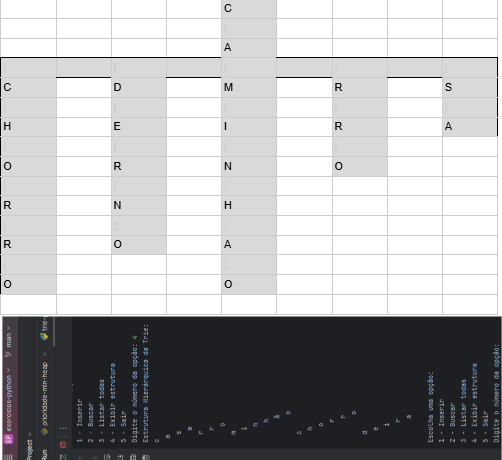 C
A
C D M R S
H E I R A
O R N O
R N H
R O A
O O
EP exercicios-python main
Project
Run prioridade-min-heap trie-
1 - Inserir
2 - Buscar
3 - Listar todas
4 - Exibir estrutura
5 - Sair
Digite o número da opção: 4
Estrutura Hierárquica da Trie:
c
a
s
a
r
r
o
m
i
n
h
ã
o
c
h
o
r
r
o
d
e
i
r
a
Escolha uma opção:
1 - Inserir
2 - Buscar
3 - Listar todas
4 - Exibir estrutura
5 - Sair
Digite o número da opção: